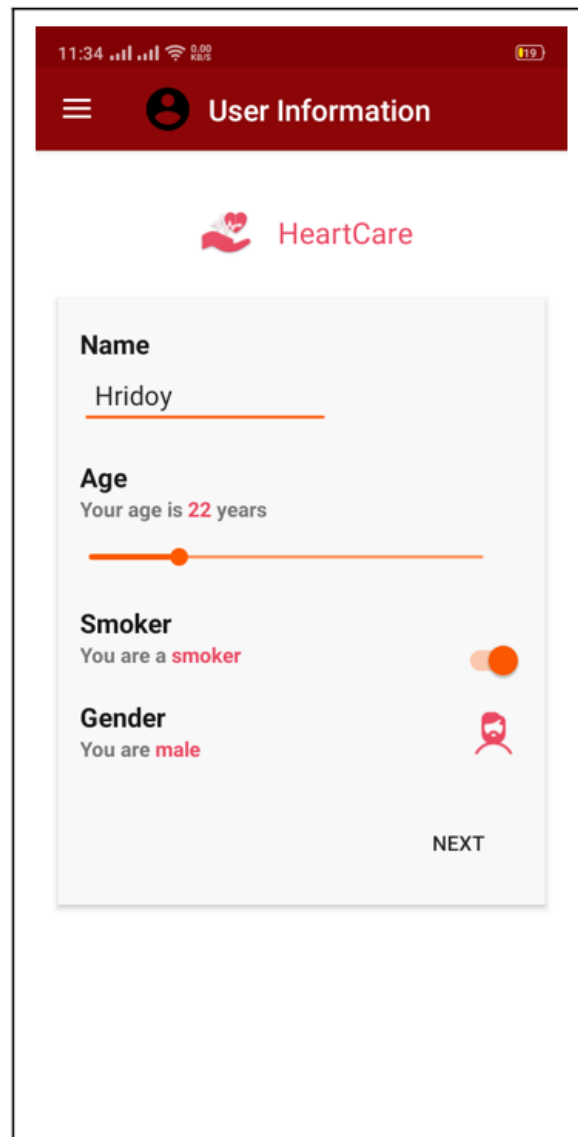 11:34 0.00 KB/S 19
User Information
HeartCare
Name
Hridoy
Age
Your age is 22 years
Smoker
You are a smoker
Gender
You are male
NEXT